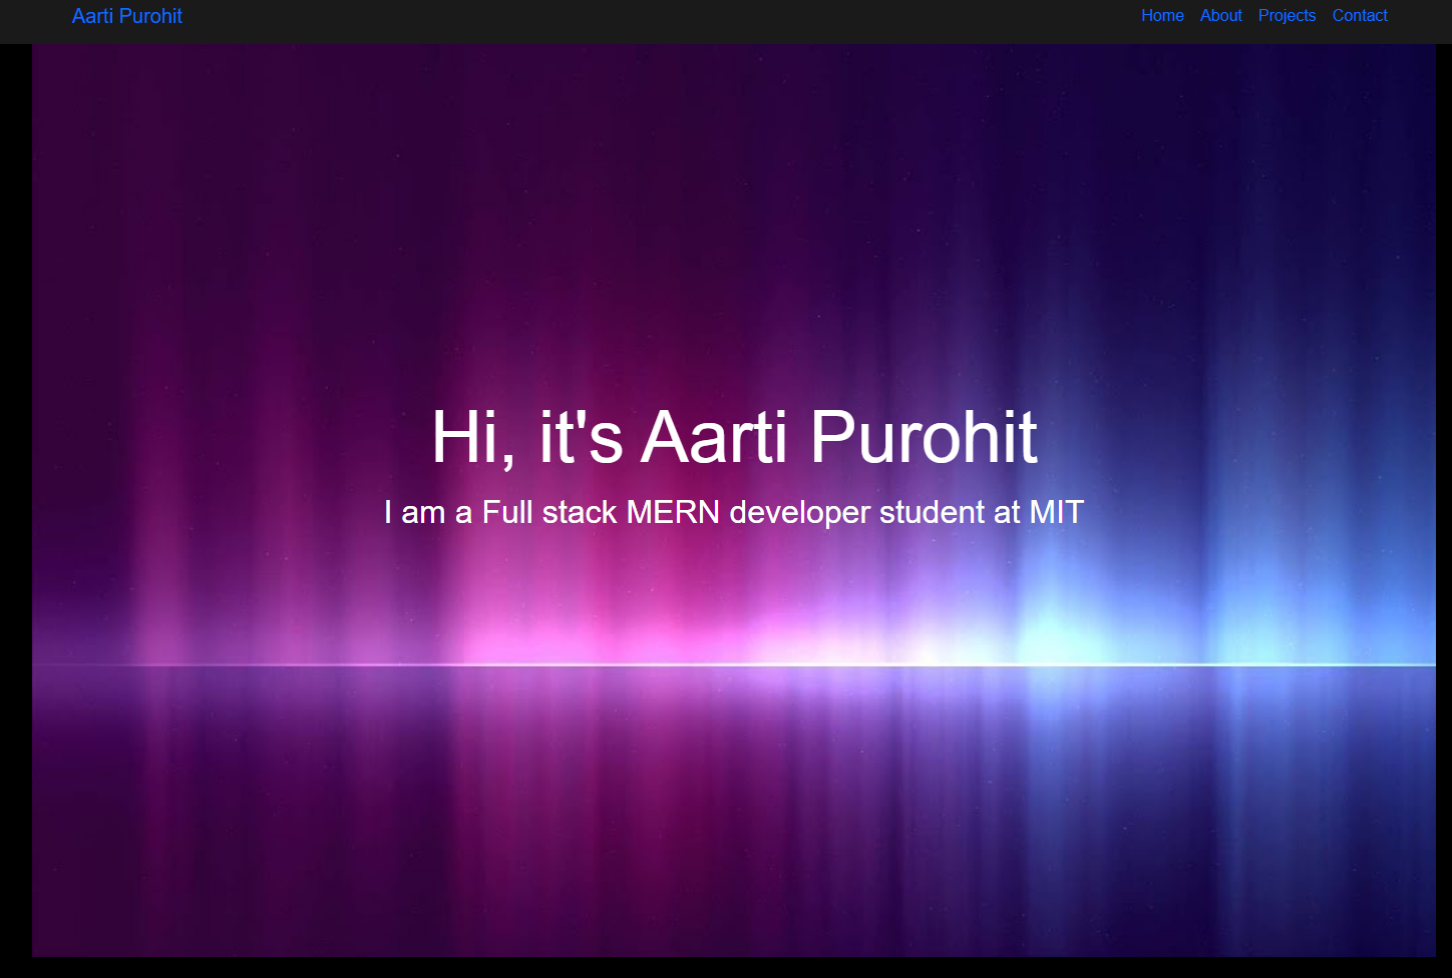 Aarti Purohit
Home About Projects Contact
Hi, it's Aarti Purohit
I am a Full stack MERN developer student at MIT